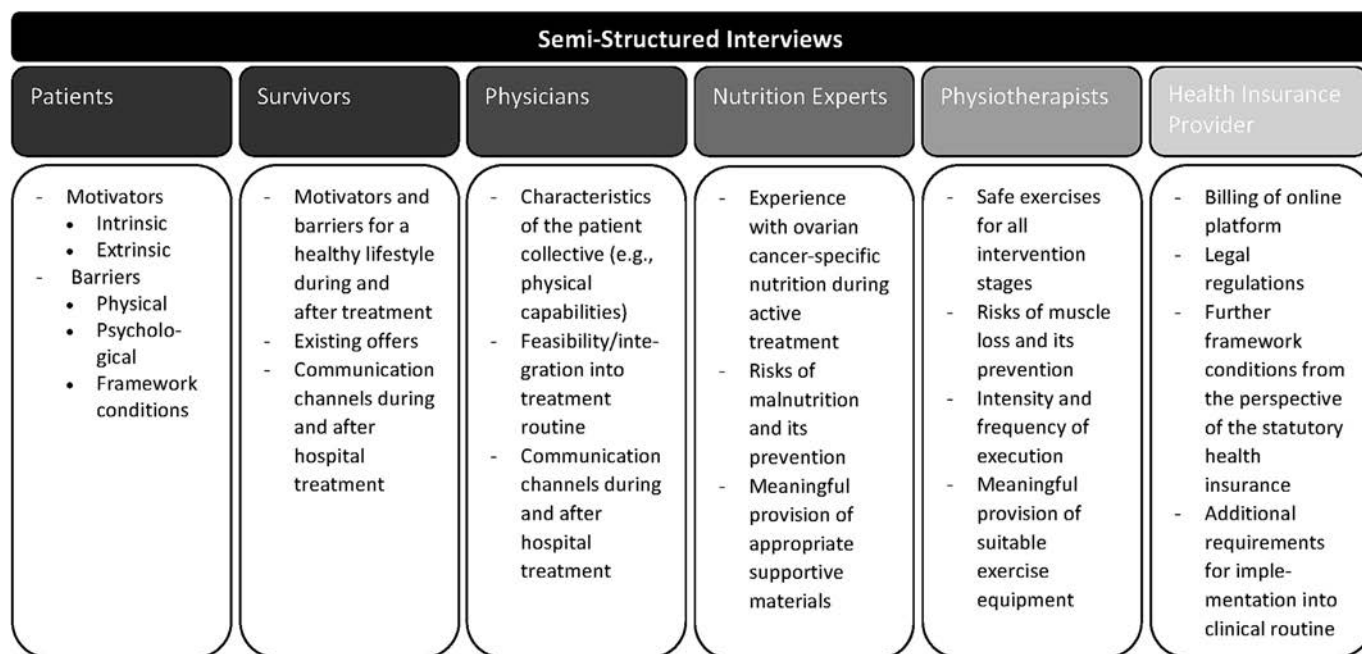 Semi-Structured Interviews
Patients
Survivors
Physicians
Nutrition Experts
Physiotherapists
Health Insurance
Provider
- Motivators
• Intrinsic
• Extrinsic
- Barriers
• Physical
• Psycholo-
gical
• Framework
conditions
- Motivators and
barriers for a
healthy lifestyle
during and
after treatment
- Existing offers
- Communication
channels during
and after
hospital
treatment
- Characteristics
of the patient
collective (e.g.,
physical
capabilities)
- Feasibility/inte-
gration into
treatment
routine
- Communication
channels during
and after
hospital
treatment
- Experience
with ovarian
cancer-specific
nutrition during
active
treatment
- Risks of
malnutrition
and its
prevention
- Meaningful
provision of
appropriate
supportive
materials
- Safe exercises
for all
intervention
stages
- Risks of muscle
loss and its
prevention
- Intensity and
frequency of
execution
- Meaningful
provision of
suitable
exercise
equipment
- Billing of online
platform
- Legal
regulations
- Further
framework
conditions from
the perspective
of the statutory
health
insurance
- Additional
requirements
for imple-
mentation into
clinical routine